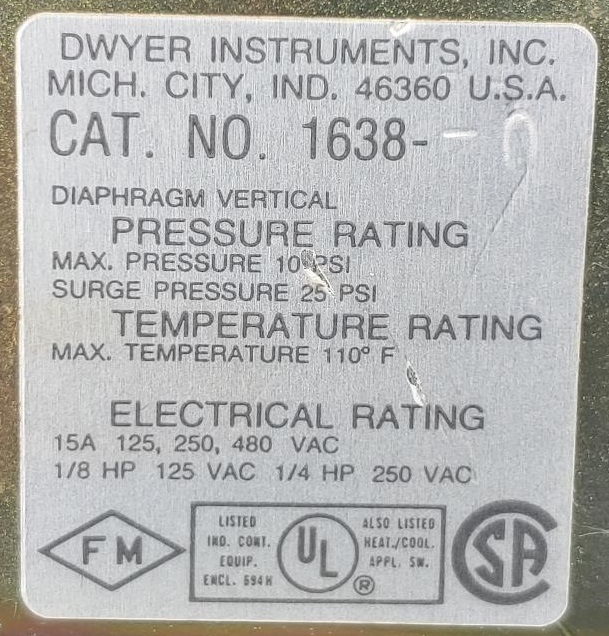 DWYER INSTRUMENTS, INC.
MICH. CITY, IND. 46360 U.S.A.
CAT. NO. 1638-
DIAPHRAGM VERTICAL
PRESSURE RATING
MAX. PRESSURE 10 PSI
SURGE PRESSURE 25 PSI
TEMPERATURE RATING
MAX. TEMPERATURE 110° F
ELECTRICAL RATING
15A 125, 250, 480 VAC
1/8 HP 125 VAC 1/4 HP 250 VAC
FM
LISTED
IND. CONT.
EQUIP.
ENCL. 594H
UL
®
ALSO LISTED
HEAT./COOL.
APPL. SW.
SA